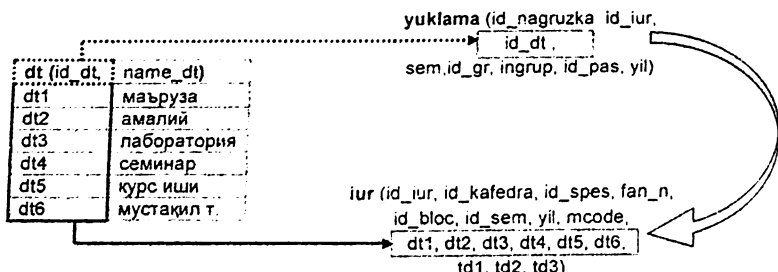 yuklama (id_nagruzka id_iur,
id_dt ,
sem,id_gr, ingrup, id_pas, yil)
dt (id_dt, name_dt)
dt1 маъруза
dt2 амалий
dt3 лаборатория
dt4 семинар
dt5 курс иши
dt6 мустақил т.
iur (id_iur, id_kafedra, id_spes, fan_n,
id_bloc, id_sem, yil, mcode,
dt1, dt2, dt3, dt4, dt5, dt6,
td1, td2, td3)